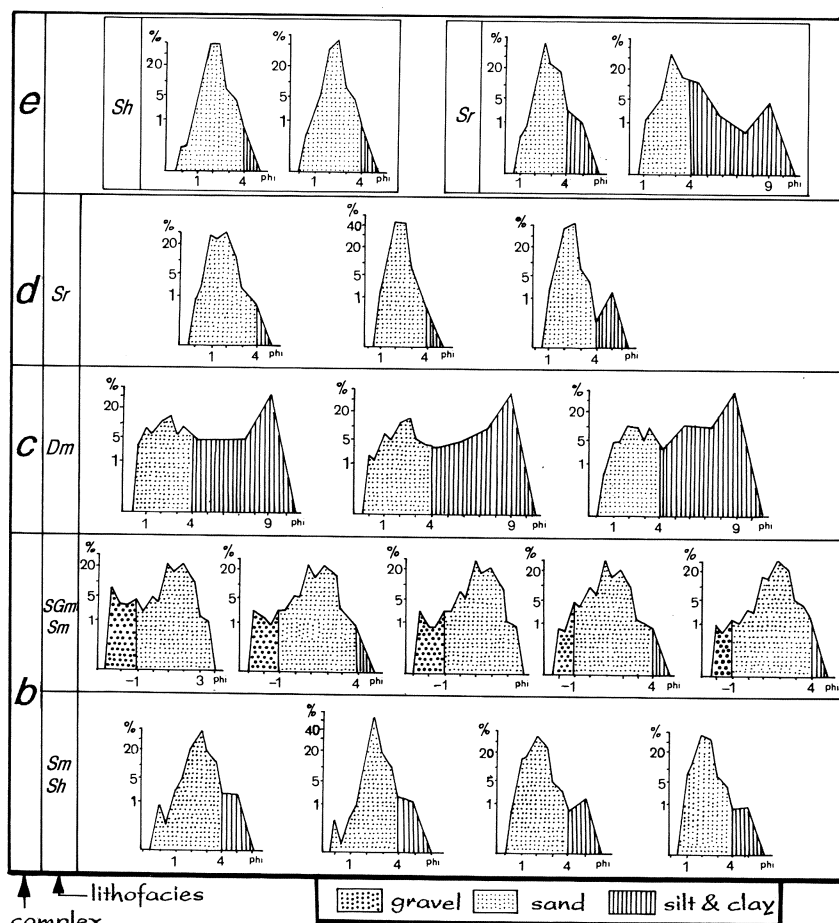 e
Sh
% 20 5 1 1 4 phi
% 20 5 1 1 4 phi
Sr
% 20 5 1 1 4 phi
% 20 5 1 1 4 9 phi
d
Sr
% 20 5 1 1 4 phi
% 40 20 5 1 1 4 phi
% 20 5 1 1 4 phi
c
Dm
% 20 5 1 1 4 9 phi
% 20 5 1 1 4 9 phi
% 20 5 1 1 4 9 phi
b
SGm
Sm
% 20 5 1 -1 3 phi
% 20 5 1 -1 4 phi
% 20 5 1 -1 phi
% 20 5 1 -1 4 phi
% 20 5 1 -1 4 phi
Sm
Sh
% 20 5 1 1 4 phi
% 40 20 5 1 1 4 phi
% 20 5 1 1 4 phi
% 20 5 1 1 4 phi
lithofacies
complex
gravel sand silt & clay